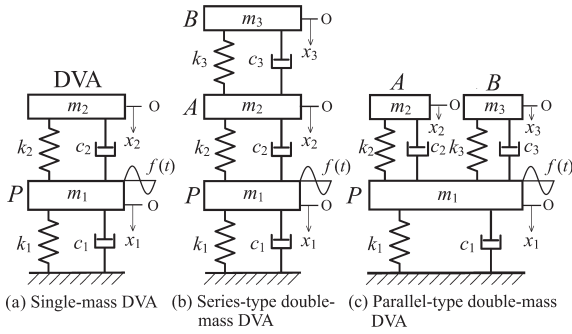 B
m3
O
k3
c3
x3
DVA
m2
O
k2
c2
x2
A
m2
O
k2
c2
x2
A
B
m2
O
m3
O
k2
x2
c2
k3
x3
c3
f(t)
P
m1
O
k1
c1
x1
f(t)
P
m1
O
k1
c1
x1
f(t)
P
m1
O
k1
c1
x1
(a) Single-mass DVA
(b) Series-type double-
mass DVA
(c) Parallel-type double-mass
DVA